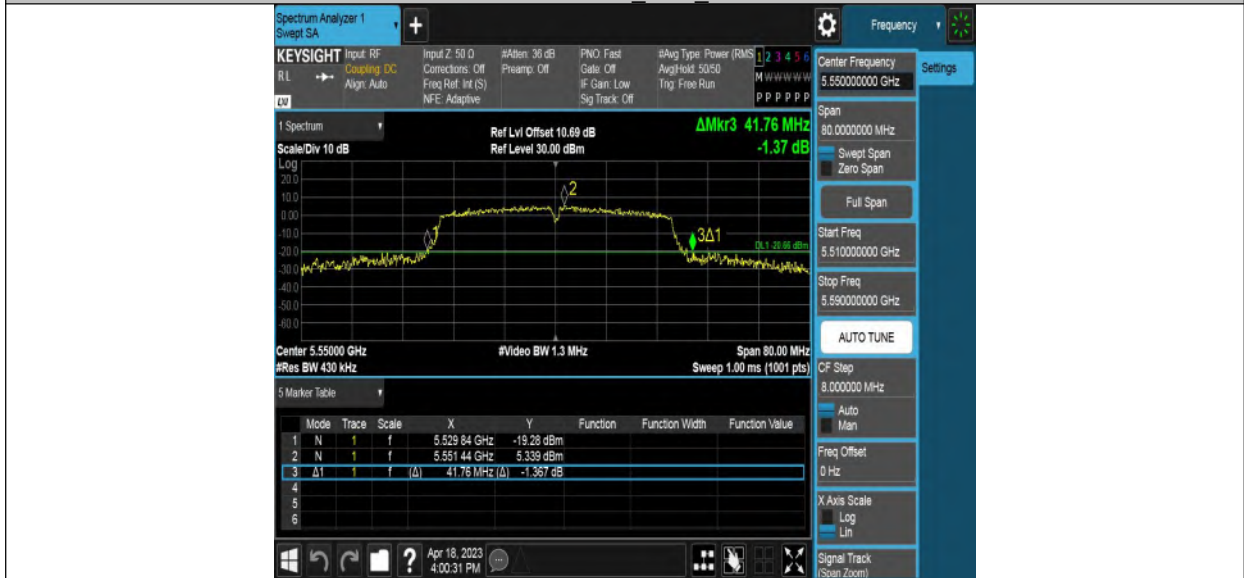 Spectrum Analyzer 1
Swept SA
+
Frequency
KEYSIGHT
RL
LXI
Input: RF
Coupling: DC
Align: Auto
Input Z: 50 Ω
Corrections: Off
Freq Ref: Int (S)
NFE: Adaptive
#Atten: 36 dB
Preamp: Off
PNO: Fast
Gate: Off
IF Gain: Low
Sig Track: Off
#Avg Type: Power (RMS
Avg|Hold: 50/50
Trig: Free Run
1 2 3 4 5 6
M W W W W W
P P P P P P
1 Spectrum
Scale/Div 10 dB
Ref Lvl Offset 10.69 dB
Ref Level 30.00 dBm
ΔMkr3 41.76 MHz
-1.37 dB
Log
20.0
10.0
0.00
-10.0
-20.0
-30.0
-40.0
-50.0
-60.0
1
2
3Δ1
DL1 -20.66 dBm
Center 5.55000 GHz
#Res BW 430 kHz
#Video BW 1.3 MHz
Span 80.00 MHz
Sweep 1.00 ms (1001 pts)
5 Marker Table
Mode Trace Scale X Y Function Function Width Function Value
1 N 1 f 5.529 84 GHz -19.28 dBm
2 N 1 f 5.551 44 GHz 5.339 dBm
3 Δ1 1 f (Δ) 41.76 MHz (Δ) -1.367 dB
4
5
6
?
Apr 18, 2023
4:00:31 PM
Center Frequency
5.550000000 GHz
Settings
Span
80.0000000 MHz
Swept Span
Zero Span
Full Span
Start Freq
5.510000000 GHz
Stop Freq
5.590000000 GHz
AUTO TUNE
CF Step
8.000000 MHz
Auto
Man
Freq Offset
0 Hz
X Axis Scale
Log
Lin
Signal Track
(Span Zoom)